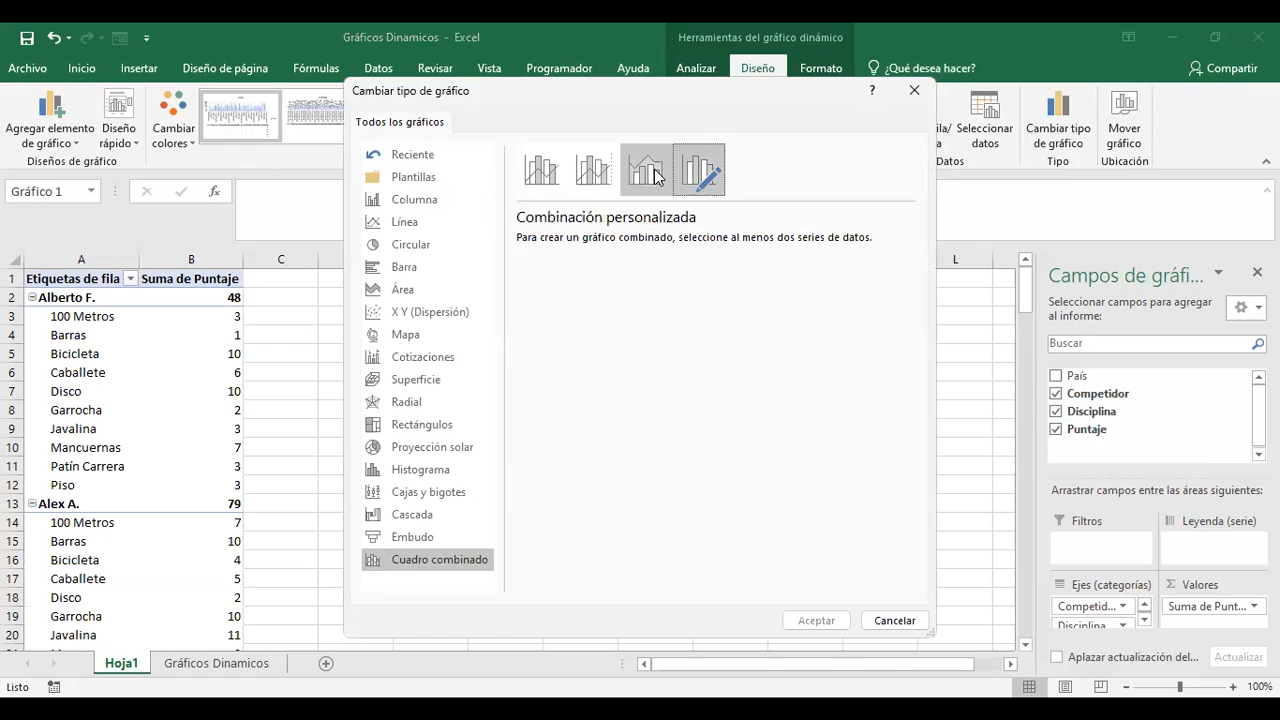 Gráficos Dinamicos - Excel
Herramientas del gráfico dinámico
Archivo Inicio Insertar Diseño de página Fórmulas Datos Revisar Vista Programador Ayuda Analizar Diseño Formato ¿Qué desea hacer? Compartir
Agregar elemento de gráfico
Diseño rápido
Cambiar colores
Seleccionar datos
Cambiar tipo de gráfico
Mover gráfico
Diseños de gráfico
Datos
Tipo
Ubicación
Gráfico 1
fx
Cambiar tipo de gráfico
?
Todos los gráficos
Reciente
Plantillas
Columna
Línea
Circular
Barra
Área
X Y (Dispersión)
Mapa
Cotizaciones
Superficie
Radial
Rectángulos
Proyección solar
Histograma
Cajas y bigotes
Cascada
Embudo
Cuadro combinado
Combinación personalizada
Para crear un gráfico combinado, seleccione al menos dos series de datos.
Aceptar
Cancelar
A B C L
1 Etiquetas de fila Suma de Puntaje
2 Alberto F. 48
3 100 Metros 3
4 Barras 1
5 Bicicleta 10
6 Caballete 6
7 Disco 10
8 Garrocha 2
9 Javalina 3
10 Mancuernas 7
11 Patín Carrera 3
12 Piso 3
13 Alex A. 79
14 100 Metros 7
15 Barras 10
16 Bicicleta 4
17 Caballete 5
18 Disco 2
19 Garrocha 10
20 Javalina 11
Campos de gráfi...
Seleccionar campos para agregar
al informe:
Buscar
País
Competidor
Disciplina
Puntaje
Arrastrar campos entre las áreas siguientes:
Filtros
Leyenda (serie)
Ejes (categorías)
Σ Valores
Competid...
Suma de Punt...
Disciplina
Aplazar actualización del...
Actualizar
Hoja1
Gráficos Dinamicos
Listo
100%